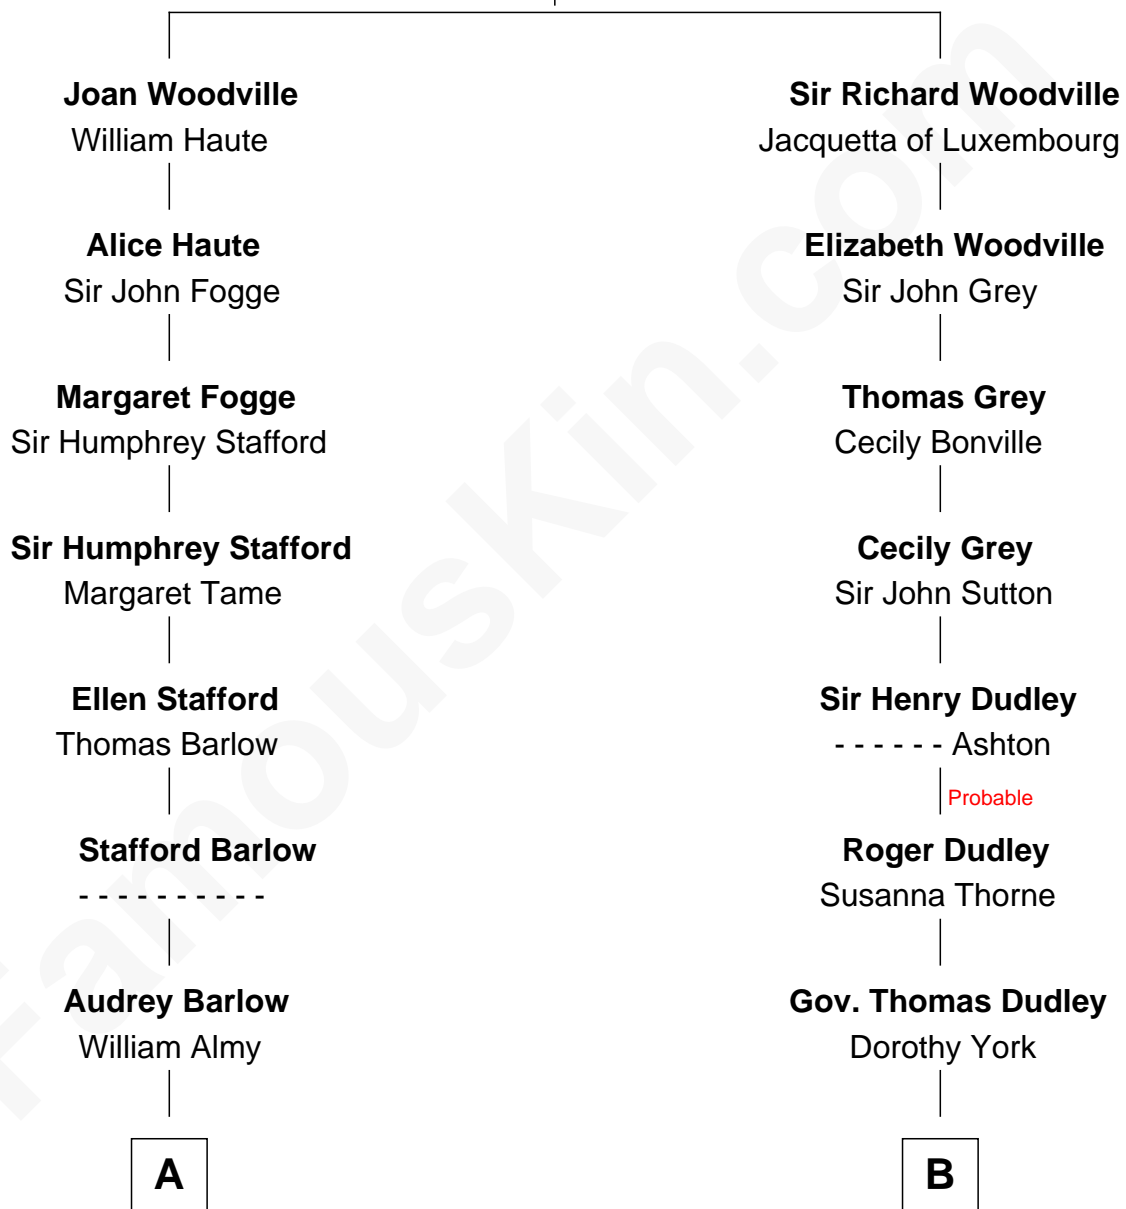 Joan Woodville
William Haute
Alice Haute
Sir John Fogge
Margaret Fogge
Sir Humphrey Stafford
Sir Humphrey Stafford
Margaret Tame
Ellen Stafford
Thomas Barlow
Stafford Barlow
- - - - - - - - - -
Audrey Barlow
William Almy
A
Sir Richard Woodville
Jacquetta of Luxembourg
Elizabeth Woodville
Sir John Grey
Thomas Grey
Cecily Bonville
Cecily Grey
Sir John Sutton
Sir Henry Dudley
- - - - - - Ashton
Probable
Roger Dudley
Susanna Thorne
Gov. Thomas Dudley
Dorothy York
B
FamousKin.com